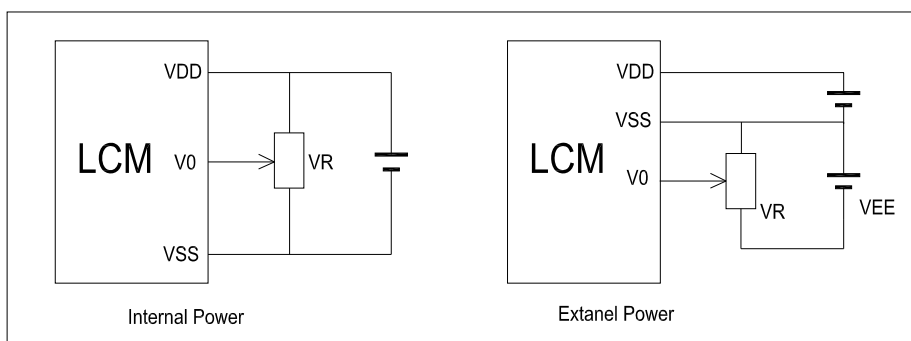 VDD
LCM
V0
VR
VSS
Internal Power
VDD
VSS
LCM
V0
VR
VEE
Extanel Power